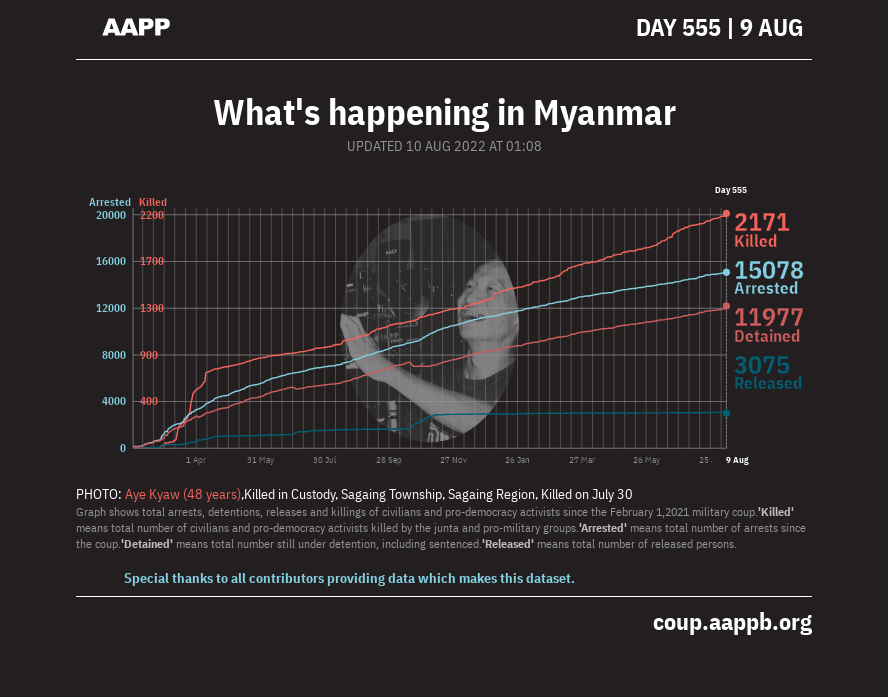 AAPP
DAY 555 | 9 AUG
What's happening in Myanmar
UPDATED 10 AUG 2022 AT 01:08
Day 555
Arrested Killed
20000 2200
16000 1700
12000 1300
8000 900
4000 400
0
2171
Killed
15078
Arrested
11977
Detained
3075
Released
1 Apr 31 May 30 Jul 28 Sep 27 Nov 26 Jan 27 Mar 26 May 25 9 Aug
PHOTO: Aye Kyaw (48 years),Killed in Custody, Sagaing Township, Sagaing Region, Killed on July 30
Graph shows total arrests, detentions, releases and killings of civilians and pro-democracy activists since the February 1,2021 military coup.'Killed'
means total number of civilians and pro-democracy activists killed by the junta and pro-military groups.'Arrested' means total number of arrests since
the coup.'Detained' means total number still under detention, including sentenced.'Released' means total number of released persons.
Special thanks to all contributors providing data which makes this dataset.
coup.aappb.org